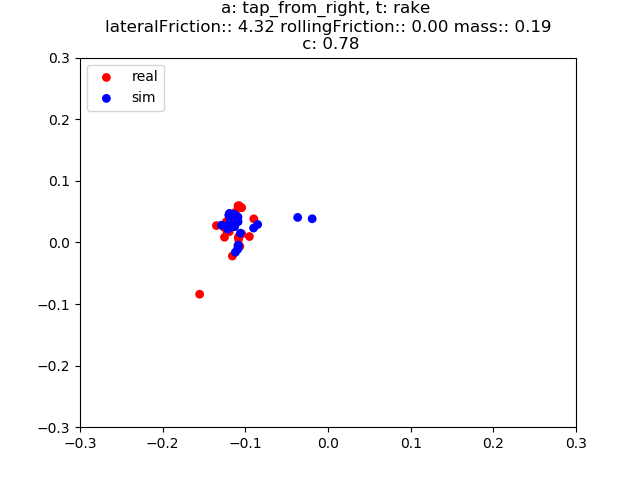 a: tap_from_right, t: rake
lateralFriction:: 4.32 rollingFriction:: 0.00 mass:: 0.19
c: 0.78
real
sim
0.3
0.2
0.1
0.0
−0.1
−0.2
−0.3
−0.3 −0.2 −0.1 0.0 0.1 0.2 0.3